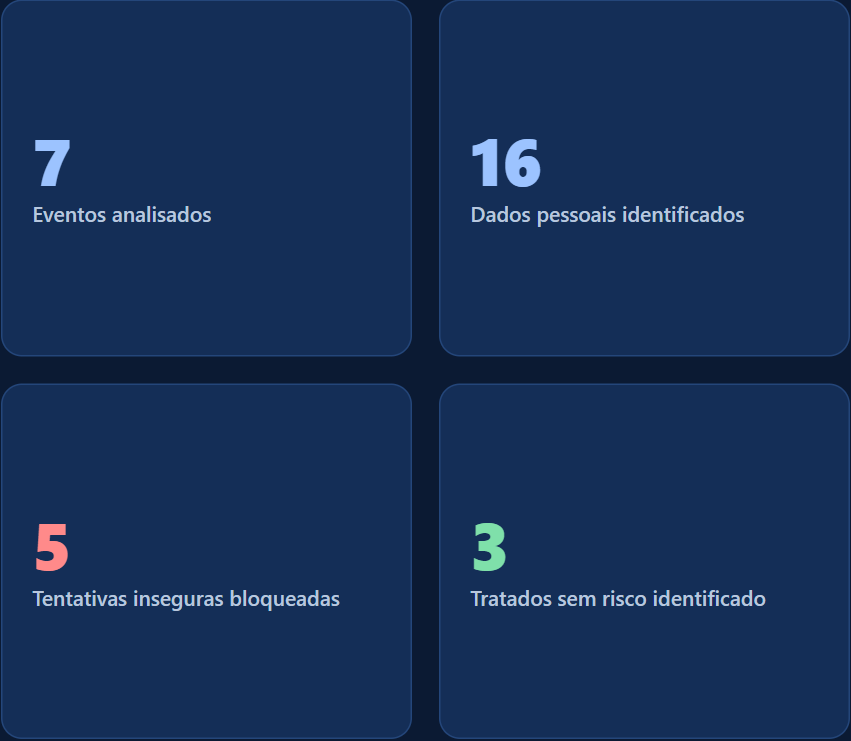 7
Eventos analisados
16
Dados pessoais identificados
5
Tentativas inseguras bloqueadas
3
Tratados sem risco identificado